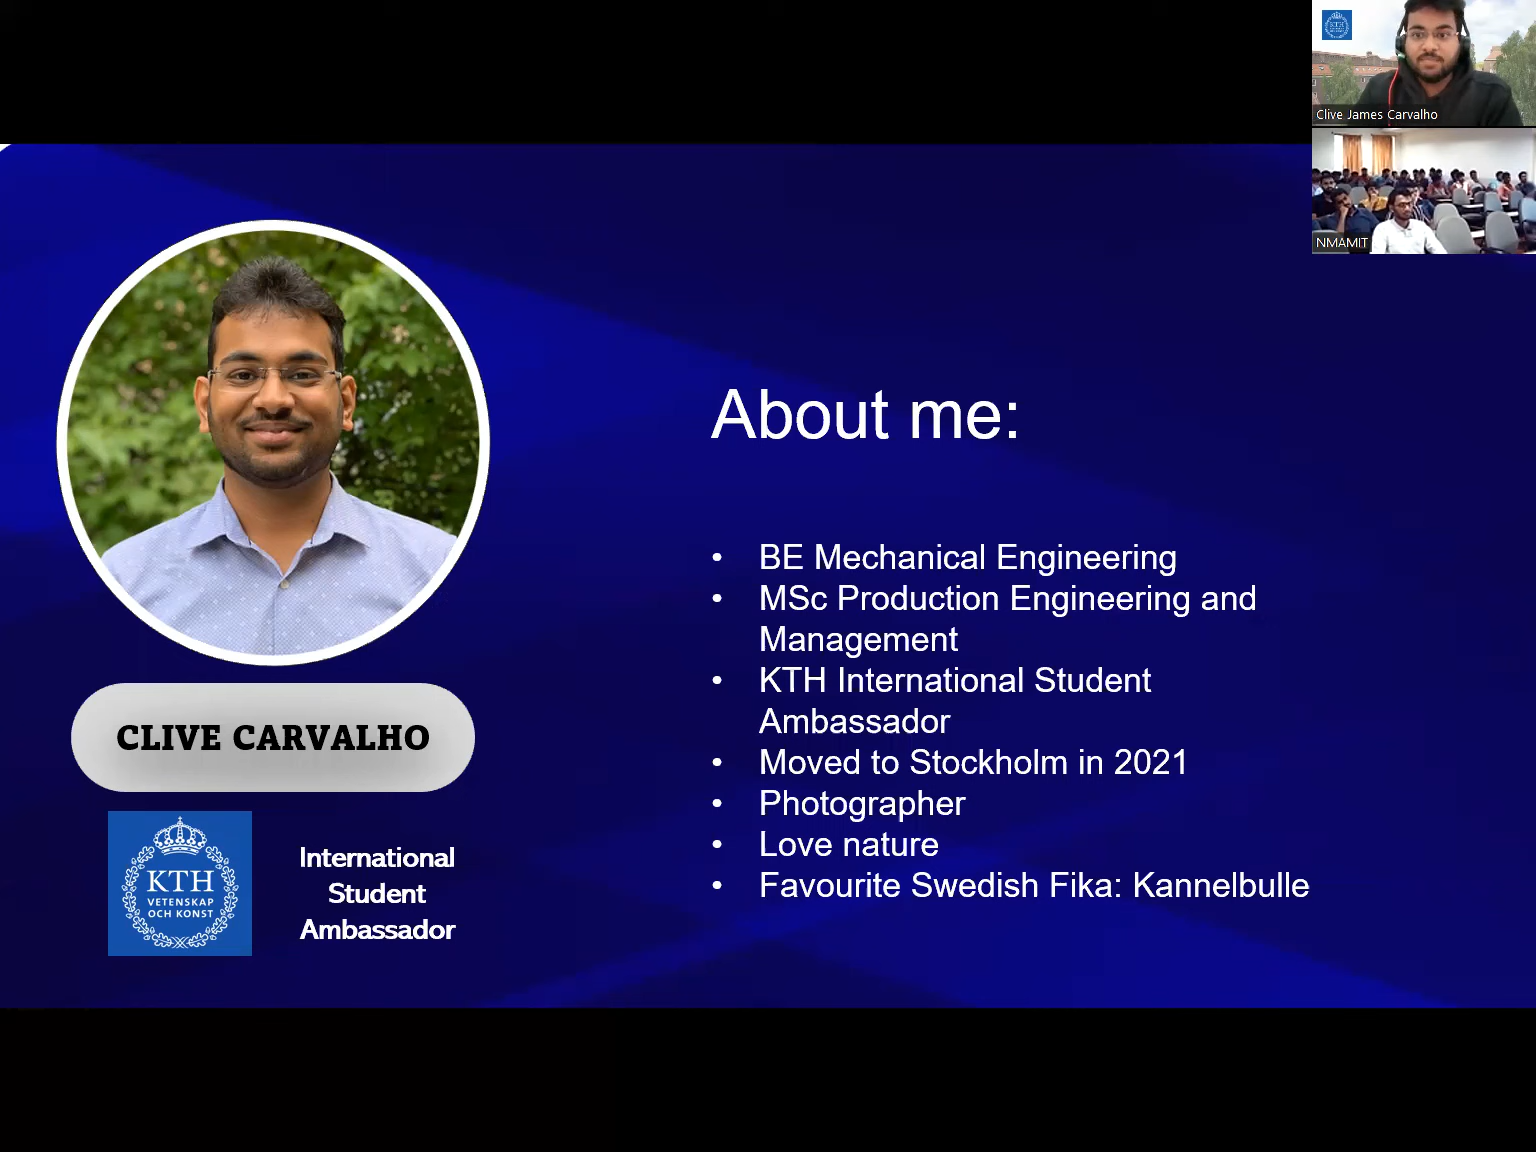 KTH
Clive James Carvalho
NMAMIT
About me:
• BE Mechanical Engineering
• MSc Production Engineering and
Management
• KTH International Student
Ambassador
• Moved to Stockholm in 2021
• Photographer
• Love nature
• Favourite Swedish Fika: Kannelbulle
CLIVE CARVALHO
KTH
VETENSKAP
OCH KONST
International
Student
Ambassador